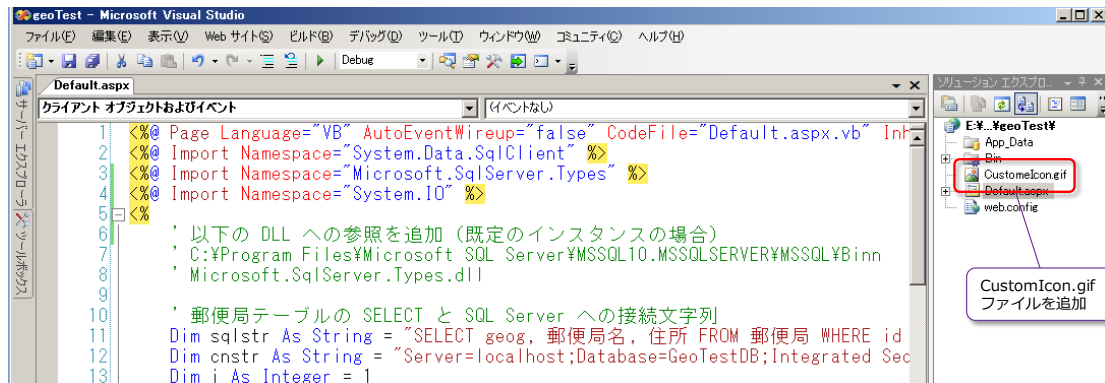 geoTest - Microsoft Visual Studio
ファイル(F) 編集(E) 表示(V) Web サイト(S) ビルド(B) デバッグ(D) ツール(T) ウィンドウ(W) コミュニティ(C) ヘルプ(H)
Debug
Default.aspx
クライアント オブジェクトおよびイベント
(イベントなし)
1 <%@ Page Language="VB" AutoEventWireup="false" CodeFile="Default.aspx.vb" Inh
2 <%@ Import Namespace="System.Data.SqlClient" %>
3 <%@ Import Namespace="Microsoft.SqlServer.Types" %>
4 <%@ Import Namespace="System.IO" %>
5 <%
6 ' 以下の DLL への参照を追加（既定のインスタンスの場合）
7 ' C:¥Program Files¥Microsoft SQL Server¥MSSQL10.MSSQLSERVER¥MSSQL¥Binn
8 ' Microsoft.SqlServer.Types.dll
9
10 ' 郵便局テーブルの SELECT と SQL Server への接続文字列
11 Dim sqlstr As String = "SELECT geog, 郵便局名, 住所 FROM 郵便局 WHERE id
12 Dim cnstr As String = "Server=localhost;Database=GeoTestDB;Integrated Sec
13 Dim i As Integer = 1
サーバー エクスプローラ
ツールボックス
ソリューション エクスプロ...
E:¥...¥geoTest¥
App_Data
Bin
CustomeIcon.gif
Default.aspx
web.config
CustomIcon.gif
ファイルを追加